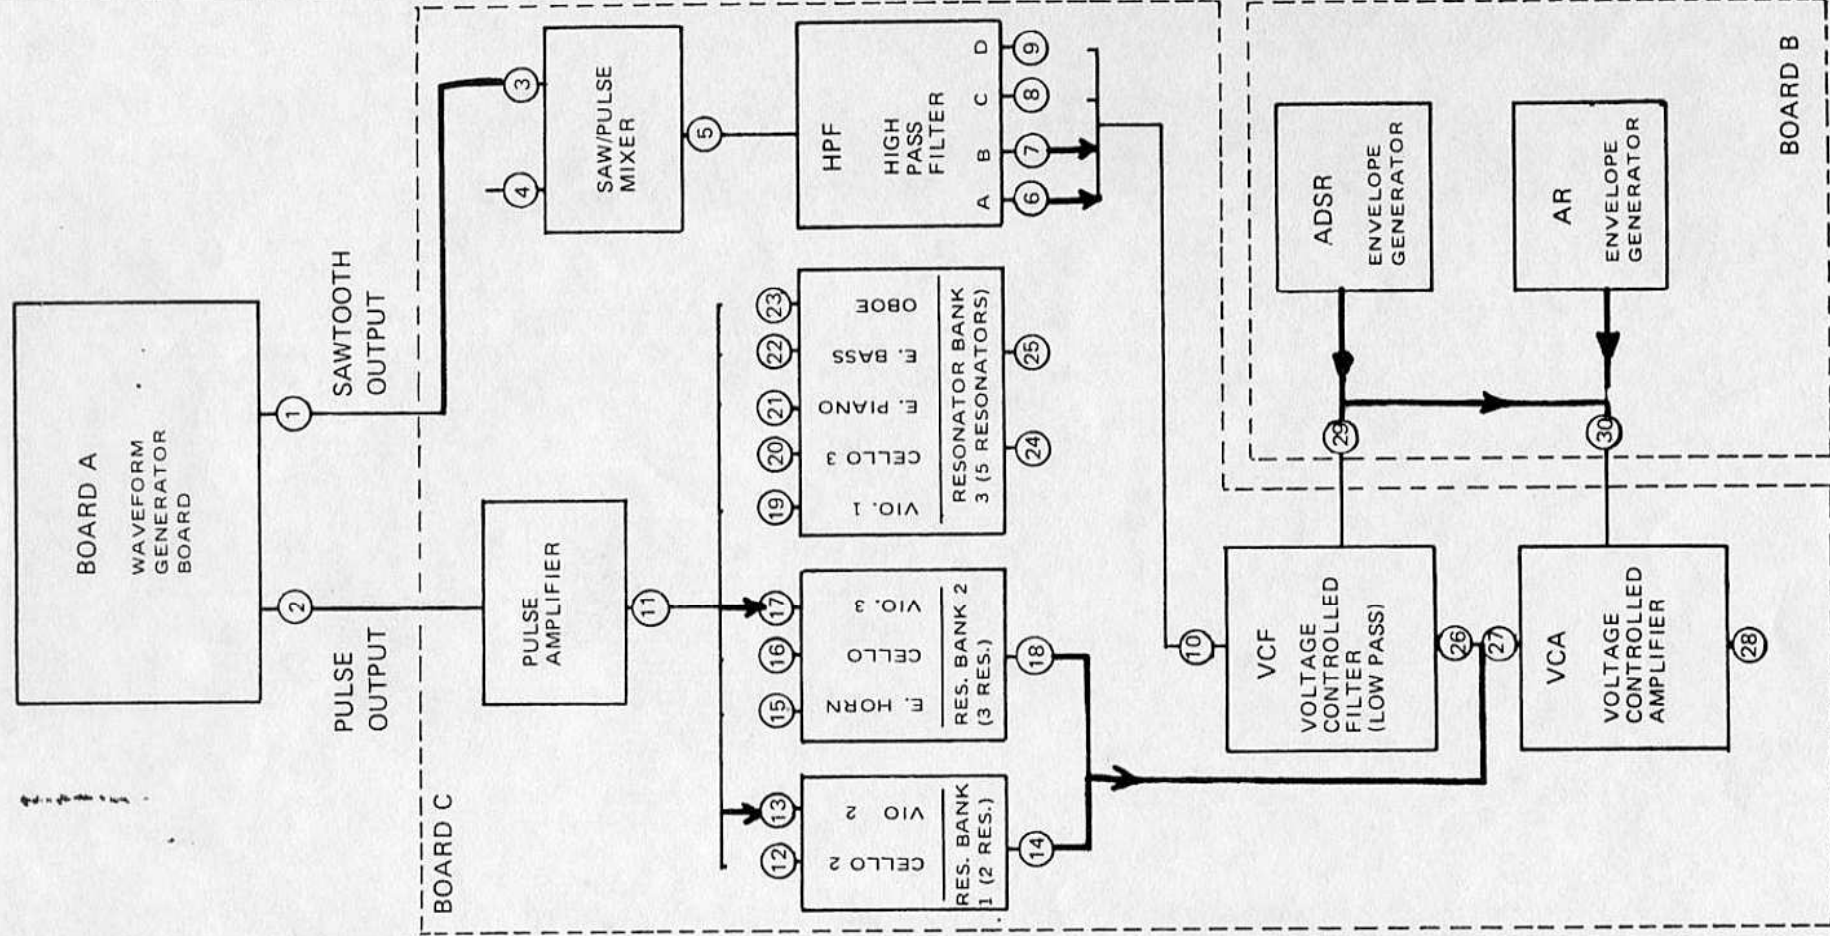 BOARD A
WAVEFORM
GENERATOR
BOARD
2
1
PULSE
OUTPUT
SAWTOOTH
OUTPUT
BOARD C
PULSE
AMPLIFIER
11
4
3
SAW/PULSE
MIXER
5
12
13
CELLO 2
VIO 2
RES. BANK
1 (2 RES.)
14
15
16
17
E. HORN
CELLO
VIO. 3
RES. BANK 2
(3 RES.)
18
19
20
21
22
23
VIO. 1
CELLO 3
E. PIANO
E. BASS
OBOE
RESONATOR BANK
3 (5 RESONATORS)
24
25
HPF
HIGH
PASS
FILTER
A B C D
6
7
8
9
10
VCF
VOLTAGE
CONTROLLED
FILTER
(LOW PASS)
26
27
VCA
VOLTAGE
CONTROLLED
AMPLIFIER
28
29
30
ADSR
ENVELOPE
GENERATOR
AR
ENVELOPE
GENERATOR
BOARD B